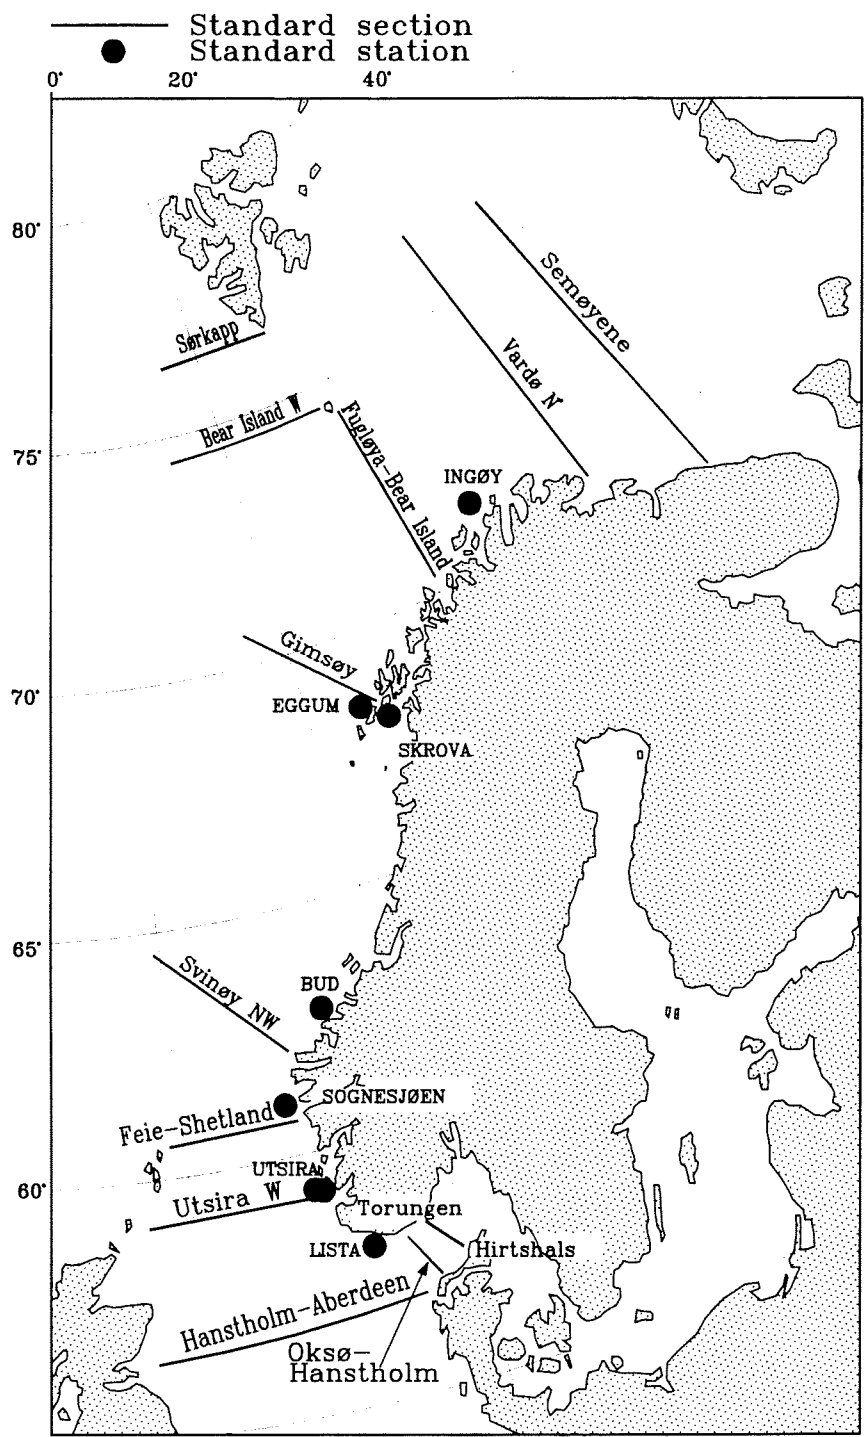 Standard section
Standard station
0° 20° 40°
80°
Semøyene
Sørkapp
Vardø N
Bear Island W
Fugløya-Bear Island
75°
INGØY
Gimsøy
70°
EGGUM
SKROVA
65°
Svinøy NW
BUD
SOGNESJØEN
Feie-Shetland
UTSIRA
60°
Utsira W
Torungen
LISTA
Hirtshals
Hanstholm-Aberdeen
Oksø-
Hanstholm